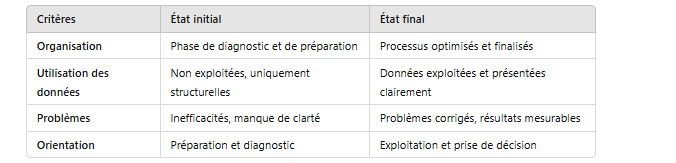 Critères État initial État final
Organisation Phase de diagnostic et de préparation Processus optimisés et finalisés
Utilisation des Non exploitées, uniquement Données exploitées et présentées
données structurelles clairement
Problèmes Inefficacités, manque de clarté Problèmes corrigés, résultats mesurables
Orientation Préparation et diagnostic Exploitation et prise de décision